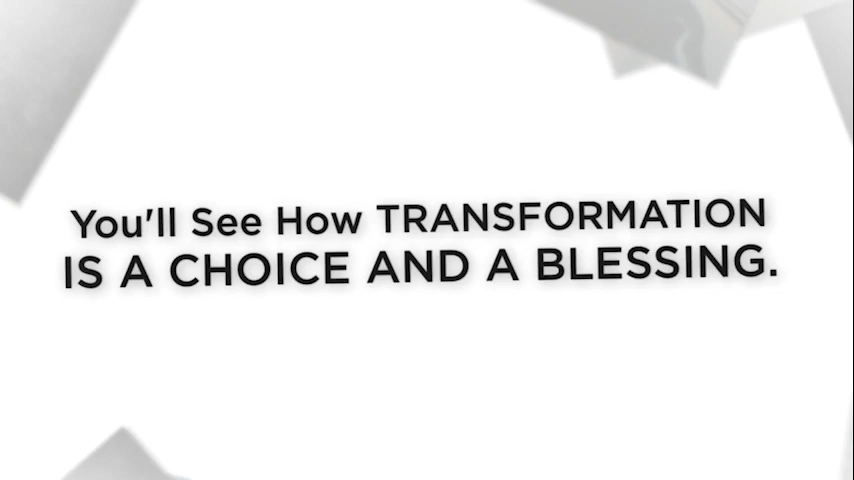 You'll See How TRANSFORMATION
IS A CHOICE AND A BLESSING.